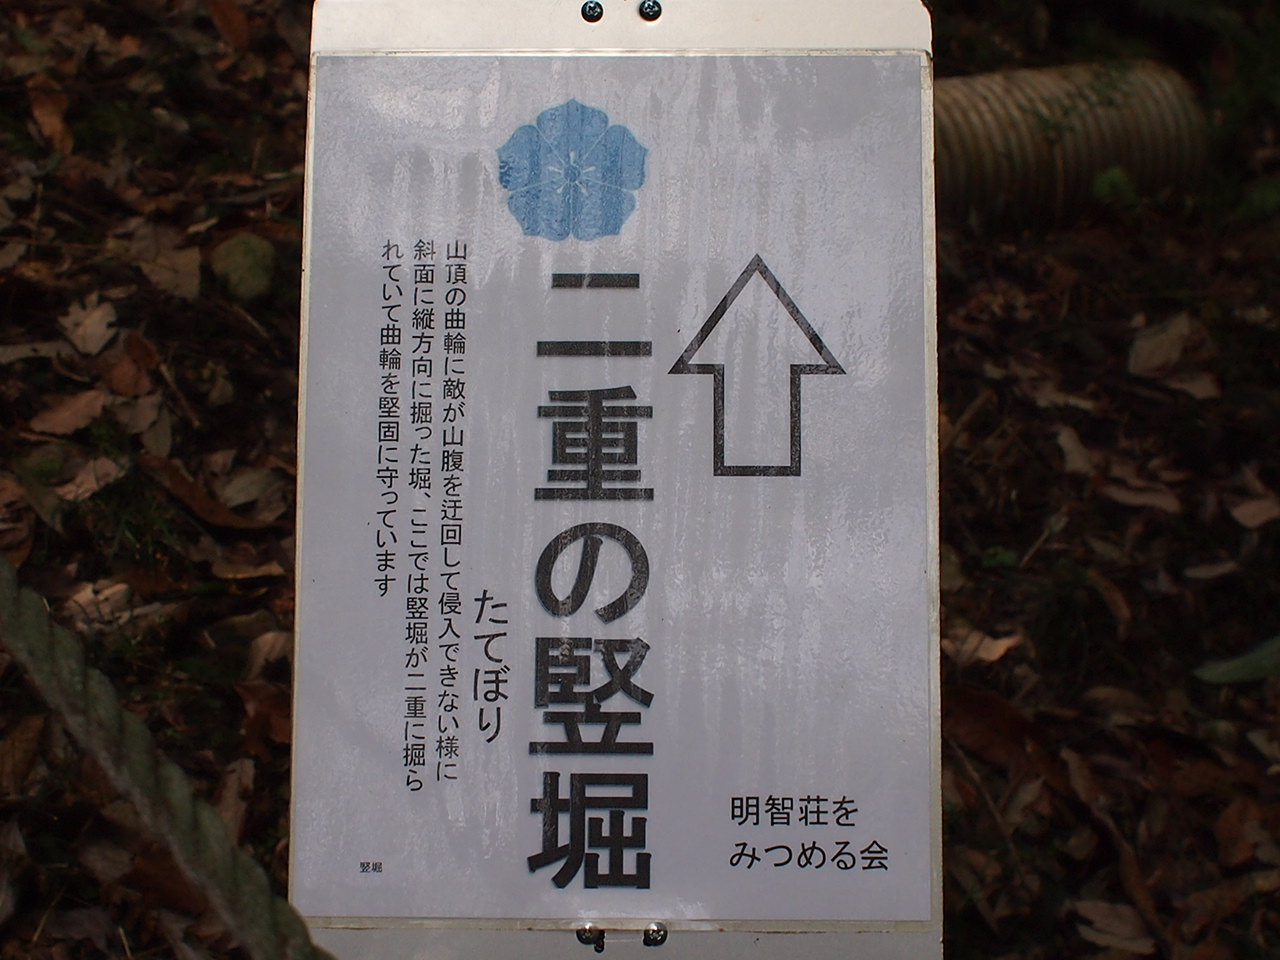 二重の竪堀
たてぼり
山頂の曲輪に敵が山腹を迂回して侵入できない様に
斜面に縦方向に掘った堀、ここでは竪堀が二重に掘ら
れていて曲輪を堅固に守っています
明智荘を
みつめる会
竪堀